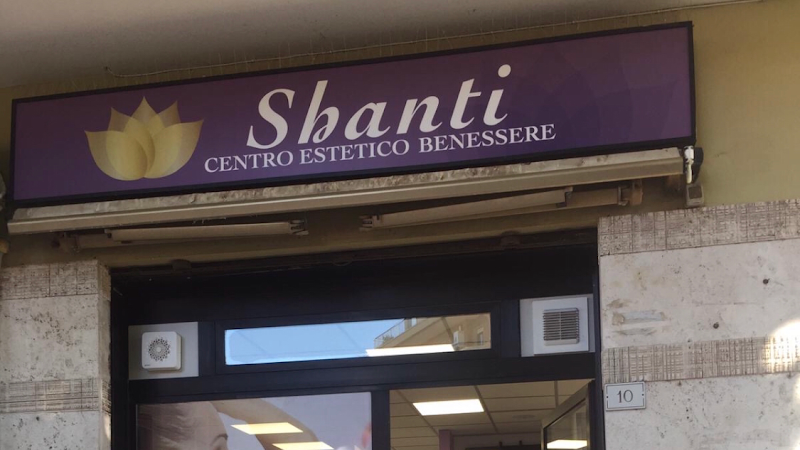 Shanti
CENTRO ESTETICO BENESSERE
10